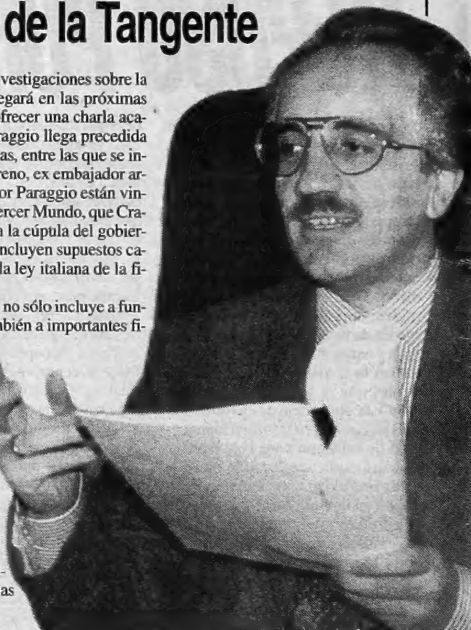 de la Tangente
vestigaciones sobre la
egará en las próximas
frecer una charla aca-
raggio llega precedida
as, entre las que se in-
reno, ex embajador ar-
or Paraggio están vin-
ercer Mundo, que Cra-
a la cúpula del gobier-
ncluyen supuestos ca-
la ley italiana de la fi-
no sólo incluye a fun-
bién a importantes fi-
-
as